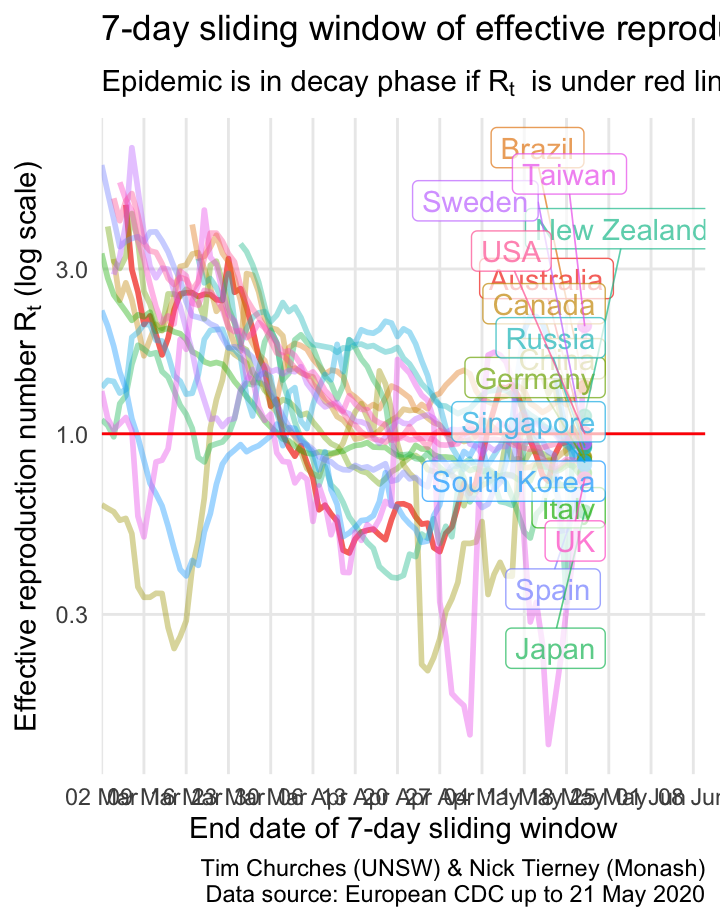 7-day sliding window of effective reprodu
Epidemic is in decay phase if Rt is under red lin
Effective reproduction number Rt (log scale)
3.0
1.0
0.3
Brazil
Taiwan
Sweden
New Zealand
USA
Australia
Canada
Russia
China
Germany
Singapore
South Korea
Italy
UK
Spain
Japan
02 Mar 09 Mar 16 Mar 23 Mar 30 Mar 06 Apr 13 Apr 20 Apr 27 Apr 04 May 11 May 18 May 25 May 01 Jun 08 Jun
End date of 7-day sliding window
Tim Churches (UNSW) & Nick Tierney (Monash)
Data source: European CDC up to 21 May 2020